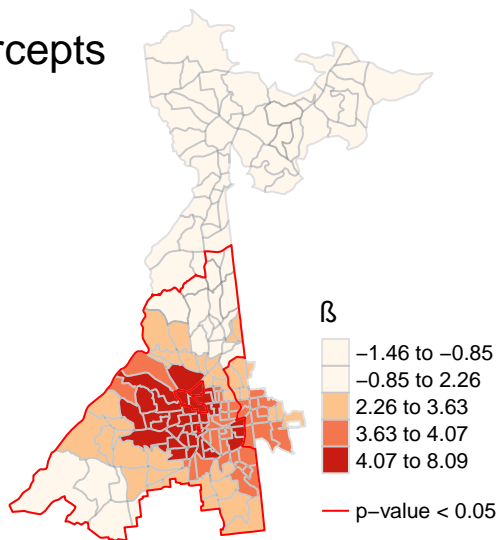 rcepts
ß
−1.46 to −0.85
−0.85 to 2.26
2.26 to 3.63
3.63 to 4.07
4.07 to 8.09
p−value < 0.05